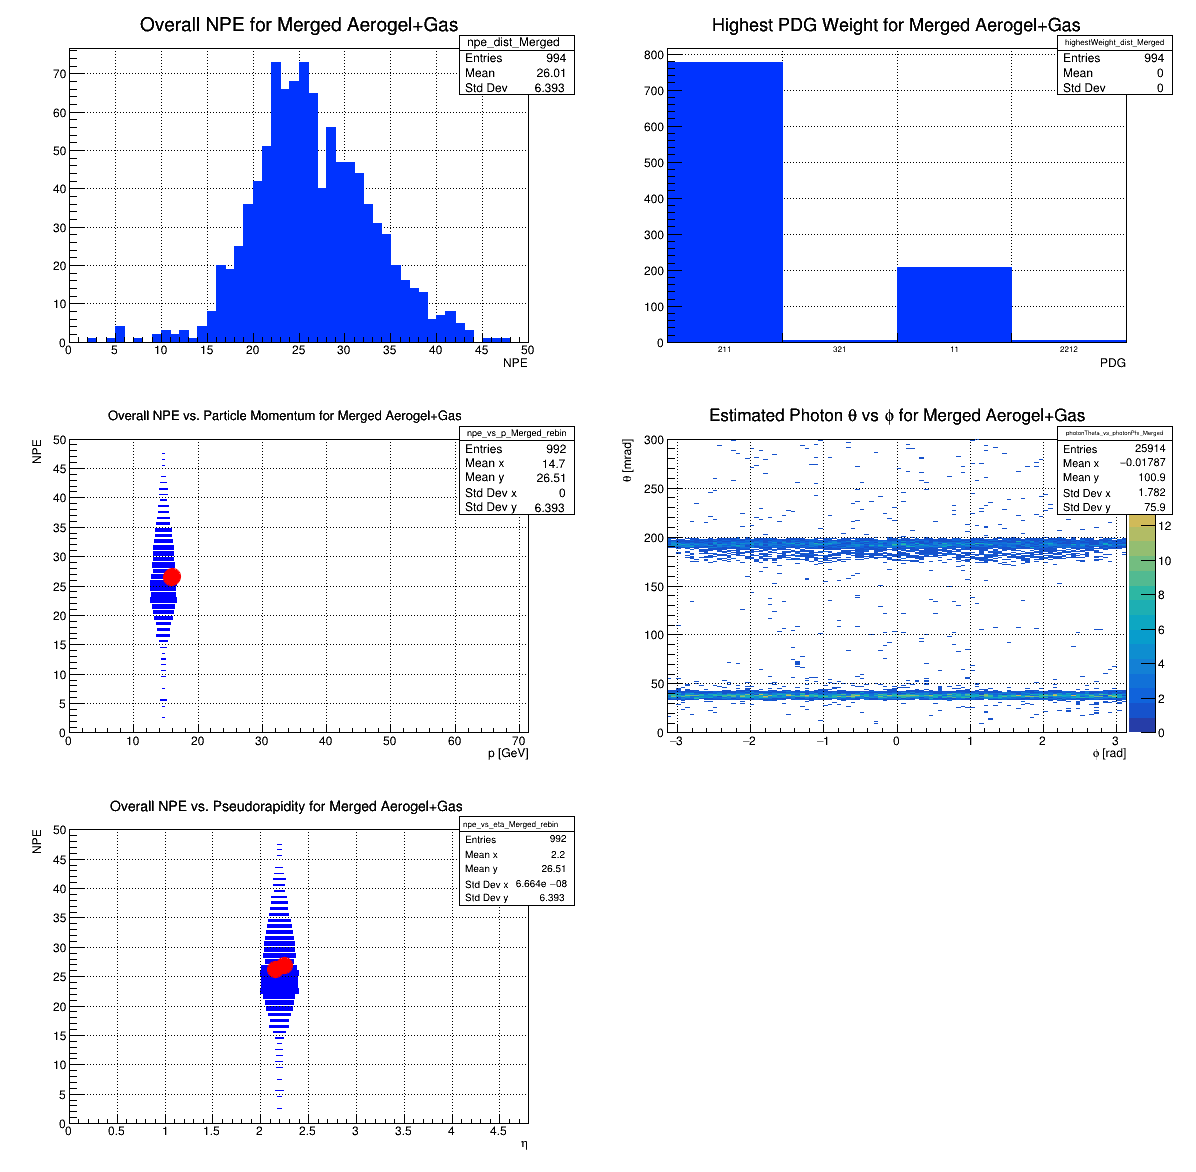 Overall NPE for Merged Aerogel+Gas
npe_dist_Merged
Entries 994
Mean 26.01
Std Dev 6.393
70
60
50
40
30
20
10
0
0 5 10 15 20 25 30 35 40 45 50
NPE
Highest PDG Weight for Merged Aerogel+Gas
highestWeight_dist_Merged
Entries 994
Mean 0
Std Dev 0
800
700
600
500
400
300
200
100
0
211 321 11 2212
PDG
Overall NPE vs. Particle Momentum for Merged Aerogel+Gas
npe_vs_p_Merged_rebin
Entries 992
Mean x 14.7
Mean y 26.51
Std Dev x 0
Std Dev y 6.393
NPE
50
45
40
35
30
25
20
15
10
5
0
0 10 20 30 40 50 60 70
p [GeV]
Estimated Photon θ vs ϕ for Merged Aerogel+Gas
photonTheta_vs_photonPhi_Merged
Entries 25914
Mean x −0.01787
Mean y 100.9
Std Dev x 1.782
Std Dev y 75.9
θ [mrad]
300
250
200
150
100
50
0
−3 −2 −1 0 1 2 3
ϕ [rad]
12
10
8
6
4
2
0
Overall NPE vs. Pseudorapidity for Merged Aerogel+Gas
npe_vs_eta_Merged_rebin
Entries 992
Mean x 2.2
Mean y 26.51
Std Dev x 6.664e −08
Std Dev y 6.393
NPE
50
45
40
35
30
25
20
15
10
5
0
0 0.5 1 1.5 2 2.5 3 3.5 4 4.5
η